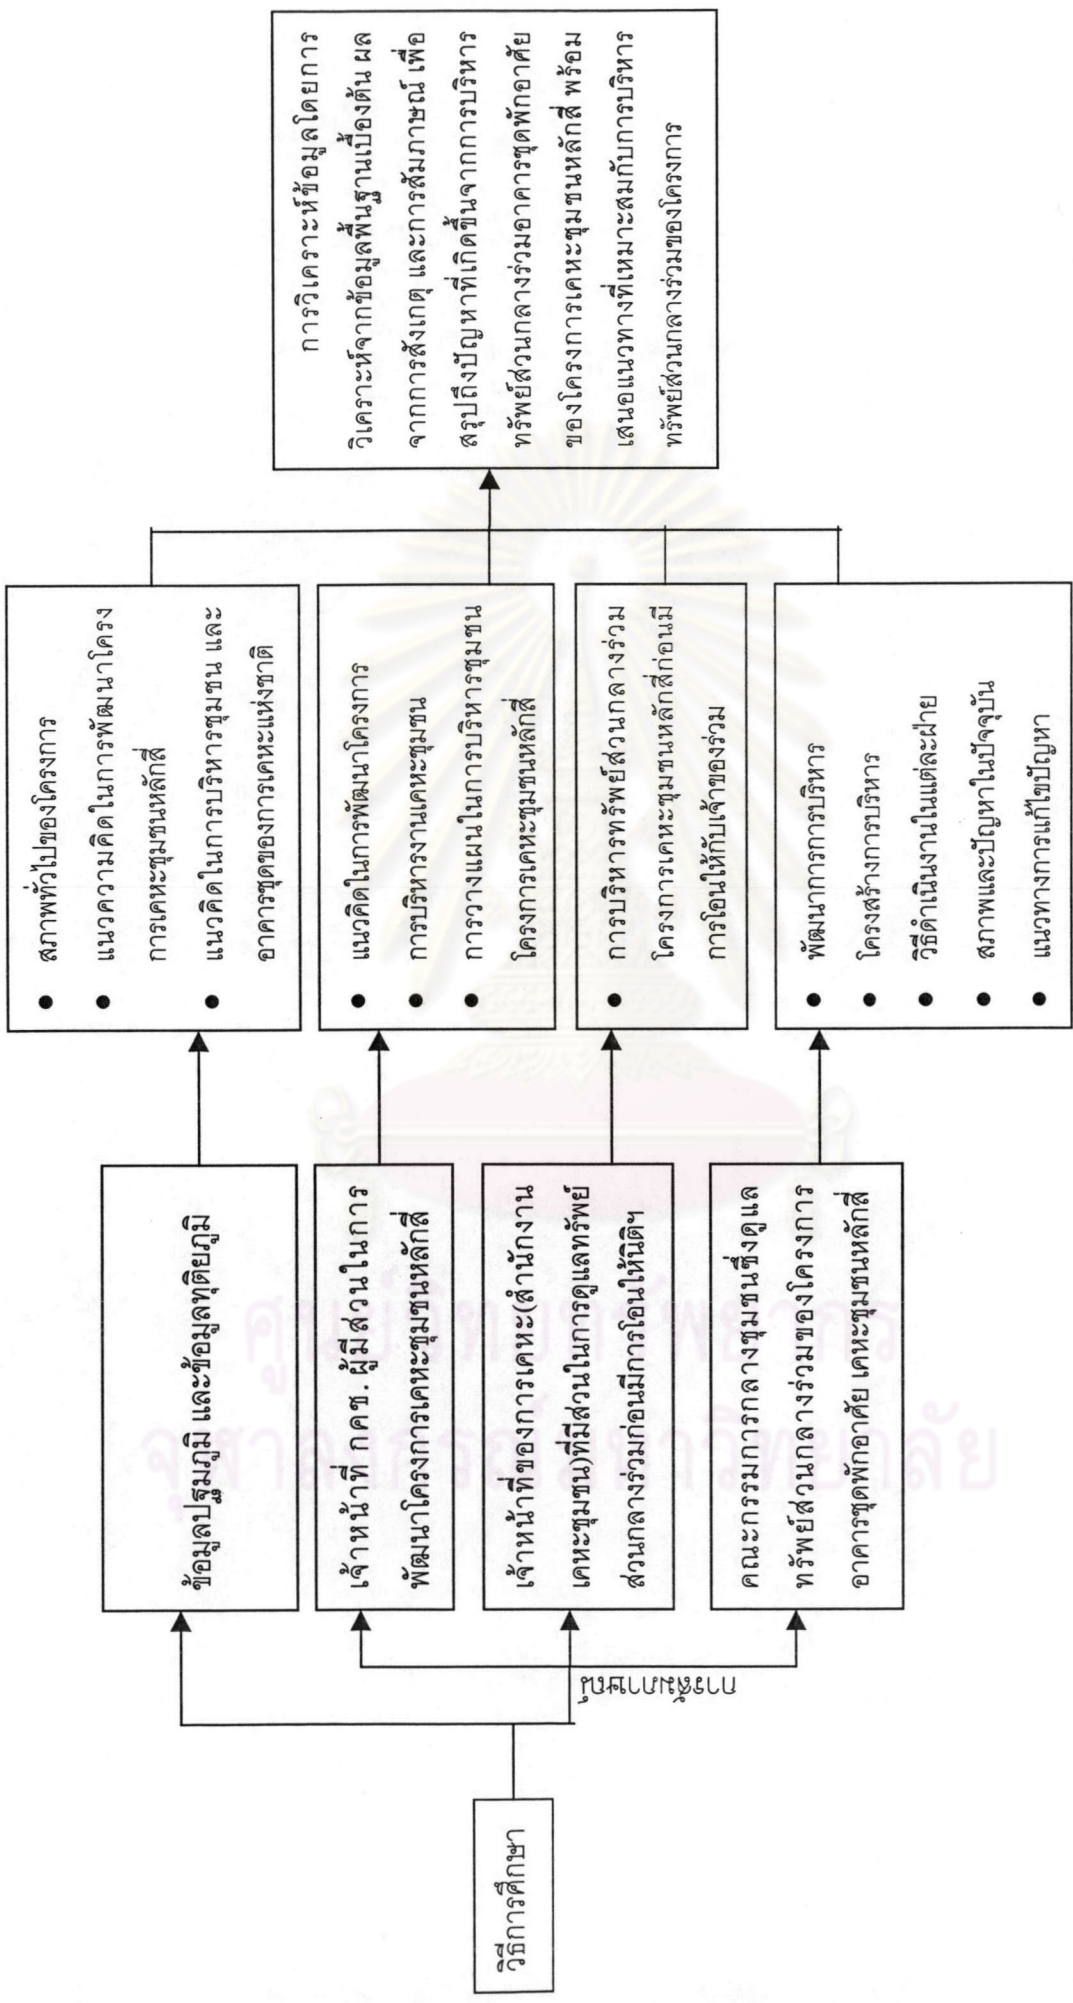 วิธีการศึกษา
การสัมภาษณ์
ข้อมูลปฐมภูมิ และข้อมูลทุติยภูมิ
เจ้าหน้าที่ กคช. ผู้มีส่วนในการ
พัฒนาโครงการเคหะชุมชนหลักสี่
เจ้าหน้าที่ของการเคหะ(สำนักงาน
เคหะชุมชน)ที่มีส่วนในการดูแลทรัพย์
ส่วนกลางร่วมก่อนมีการโอนให้นิติฯ
คณะกรรมการกลางชุมชนซึ่งดูแล
ทรัพย์ส่วนกลางร่วมของโครงการ
อาคารชุดพักอาศัย เคหะชุมชนหลักสี่
● สภาพทั่วไปของโครงการ
● แนวความคิดในการพัฒนาโครง
การเคหะชุมชนหลักสี่
● แนวคิดในการบริหารชุมชน และ
อาคารชุดของการเคหะแห่งชาติ
● แนวคิดในการพัฒนาโครงการ
● การบริหารงานเคหะชุมชน
● การวางแผนในการบริหารชุมชน
โครงการเคหะชุมชนหลักสี่
● การบริหารทรัพย์ส่วนกลางร่วม
โครงการเคหะชุมชนหลักสี่ก่อนมี
การโอนให้กับเจ้าของร่วม
● พัฒนาการการบริหาร
● โครงสร้างการบริหาร
● วิธีดำเนินงานในแต่ละฝ่าย
● สภาพและปัญหาในปัจจุบัน
● แนวทางการแก้ไขปัญหา
การวิเคราะห์ข้อมูลโดยการ
วิเคราะห์จากข้อมูลพื้นฐานเบื้องต้น ผล
จากการสังเกตุ และการสัมภาษณ์ เพื่อ
สรุปถึงปัญหาที่เกิดขึ้นจากการบริหาร
ทรัพย์ส่วนกลางร่วมอาคารชุดพักอาศัย
ของโครงการเคหะชุมชนหลักสี่ พร้อม
เสนอแนวทางที่เหมาะสมกับการบริหาร
ทรัพย์ส่วนกลางร่วมของโครงการ
ศูนย์วิทยทรัพยากร
จุฬาลงกรณ์มหาวิทยาลัย